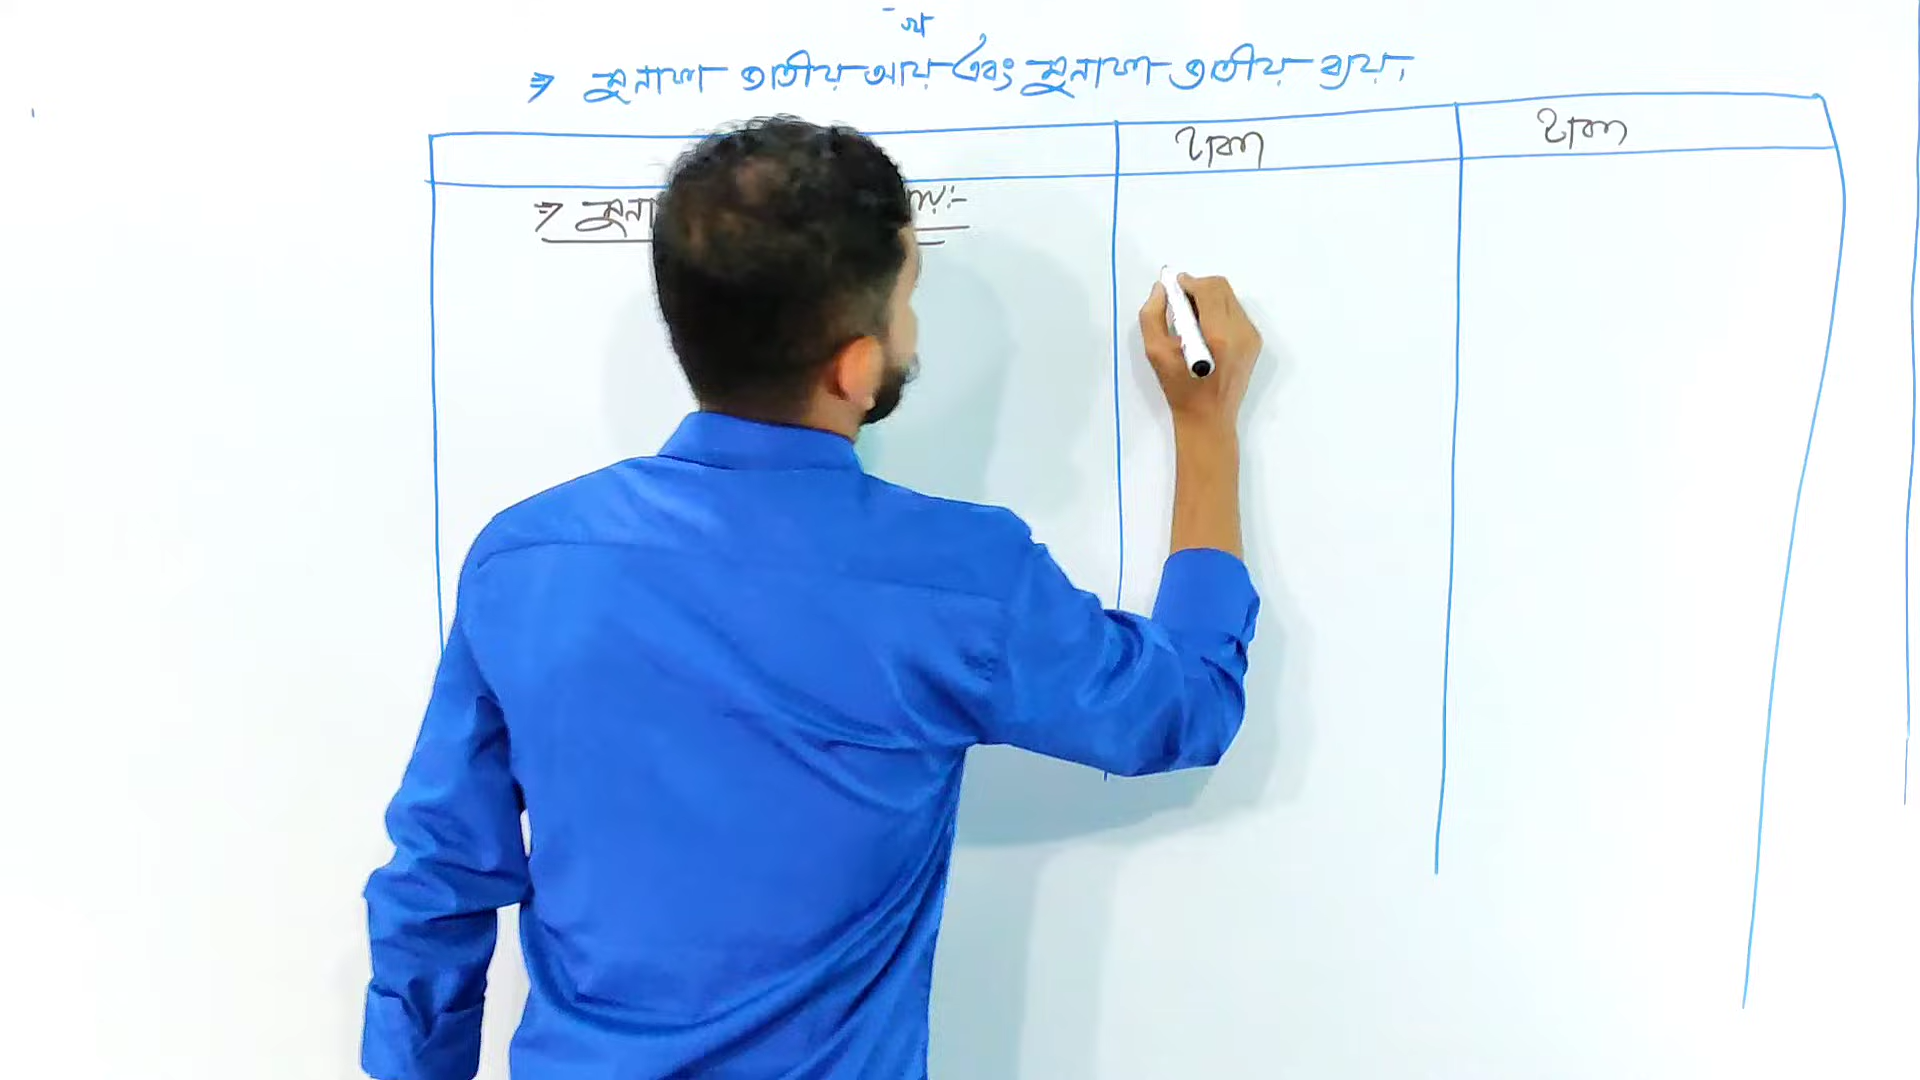 খ
⇒ মুনাফা জাতীয় আয় এবং মুনাফা জাতীয় ব্যয়।
টাকা টাকা
⇒ মুনা